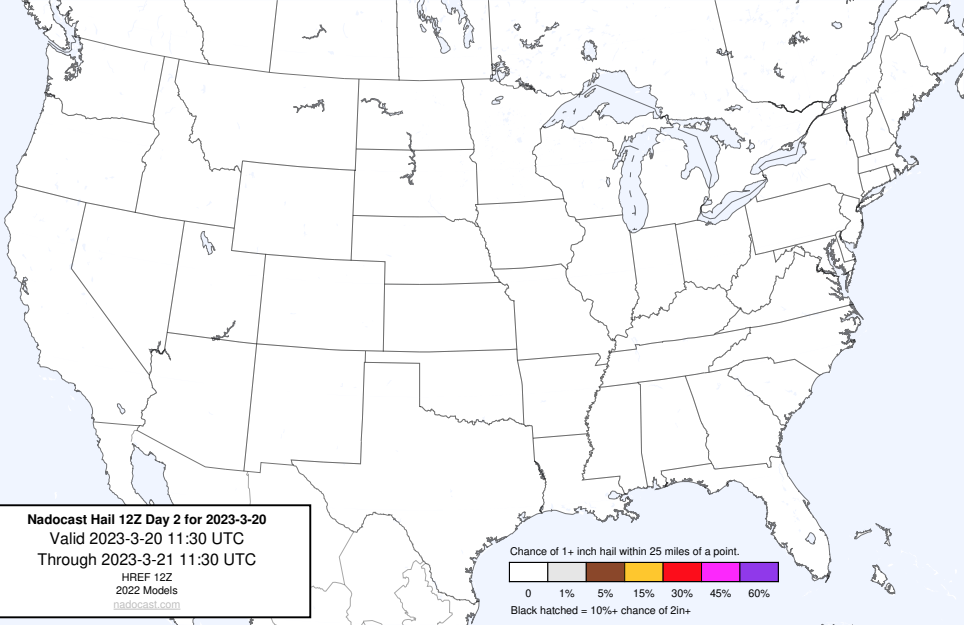 Nadocast Hail 12Z Day 2 for 2023-3-20
Valid 2023-3-20 11:30 UTC
Through 2023-3-21 11:30 UTC
HREF 12Z
2022 Models
nadocast.com
Chance of 1+ inch hail within 25 miles of a point.
0 1% 5% 15% 30% 45% 60%
Black hatched = 10%+ chance of 2in+